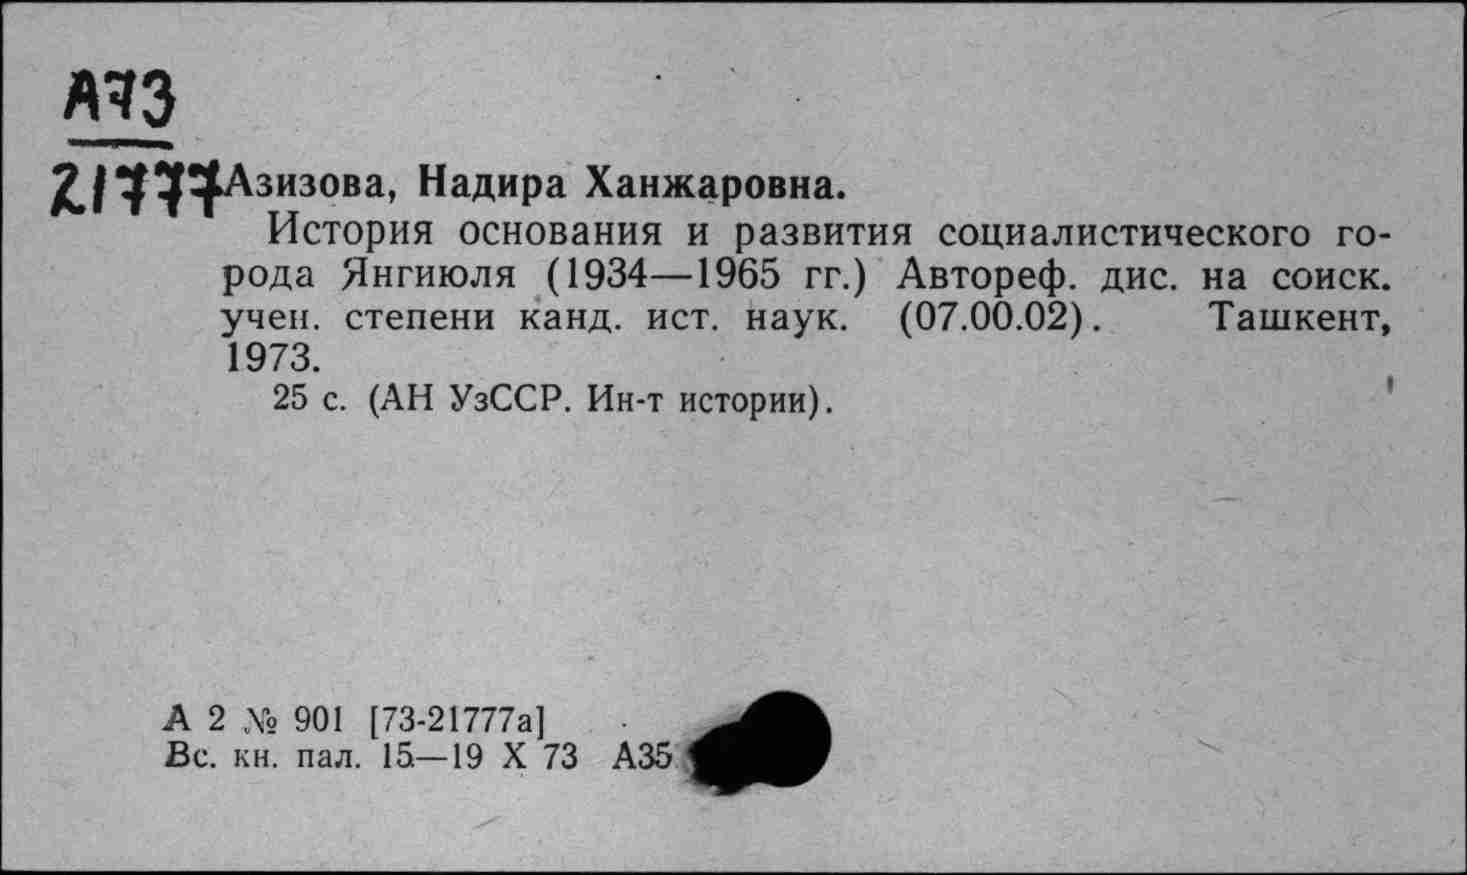 А73
21777
Азизова, Надира Ханжаровна.
История основания и развития социалистического го-
рода Янгиюля (1934—1965 гг.) Автореф. дис. на соиск.
учен. степени канд. ист. наук. (07.00.02). Ташкент,
1973.
25 с. (АН УзССР. Ин-т истории).
А 2 № 901 [73-21777а]
Вс. кн. пал. 15—19 X 73 А35